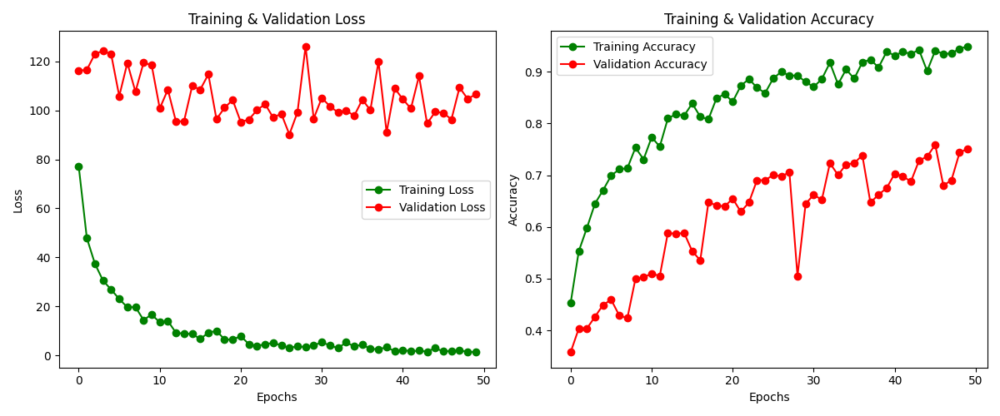 Training & Validation Loss
120
100
80
60
40
20
0
Loss
Training Loss
Validation Loss
0 10 20 30 40 50
Epochs
Training & Validation Accuracy
Training Accuracy
Validation Accuracy
0.9
0.8
0.7
0.6
0.5
0.4
Accuracy
0 10 20 30 40 50
Epochs